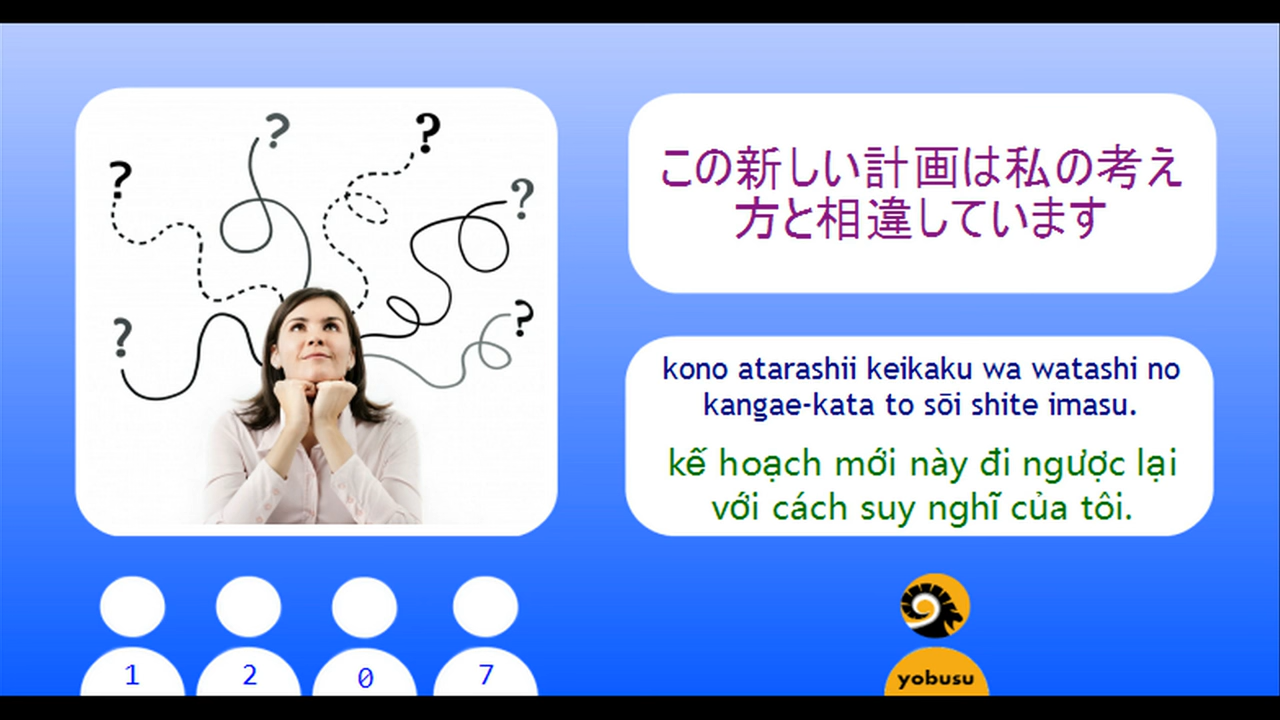 ?
?
?
?
?
?
この新しい計画は私の考え
方と相違しています
kono atarashii keikaku wa watashi no
kangae-kata to sōi shite imasu.
kế hoạch mới này đi ngược lại
với cách suy nghĩ của tôi.
1 2 0 7
yobusu